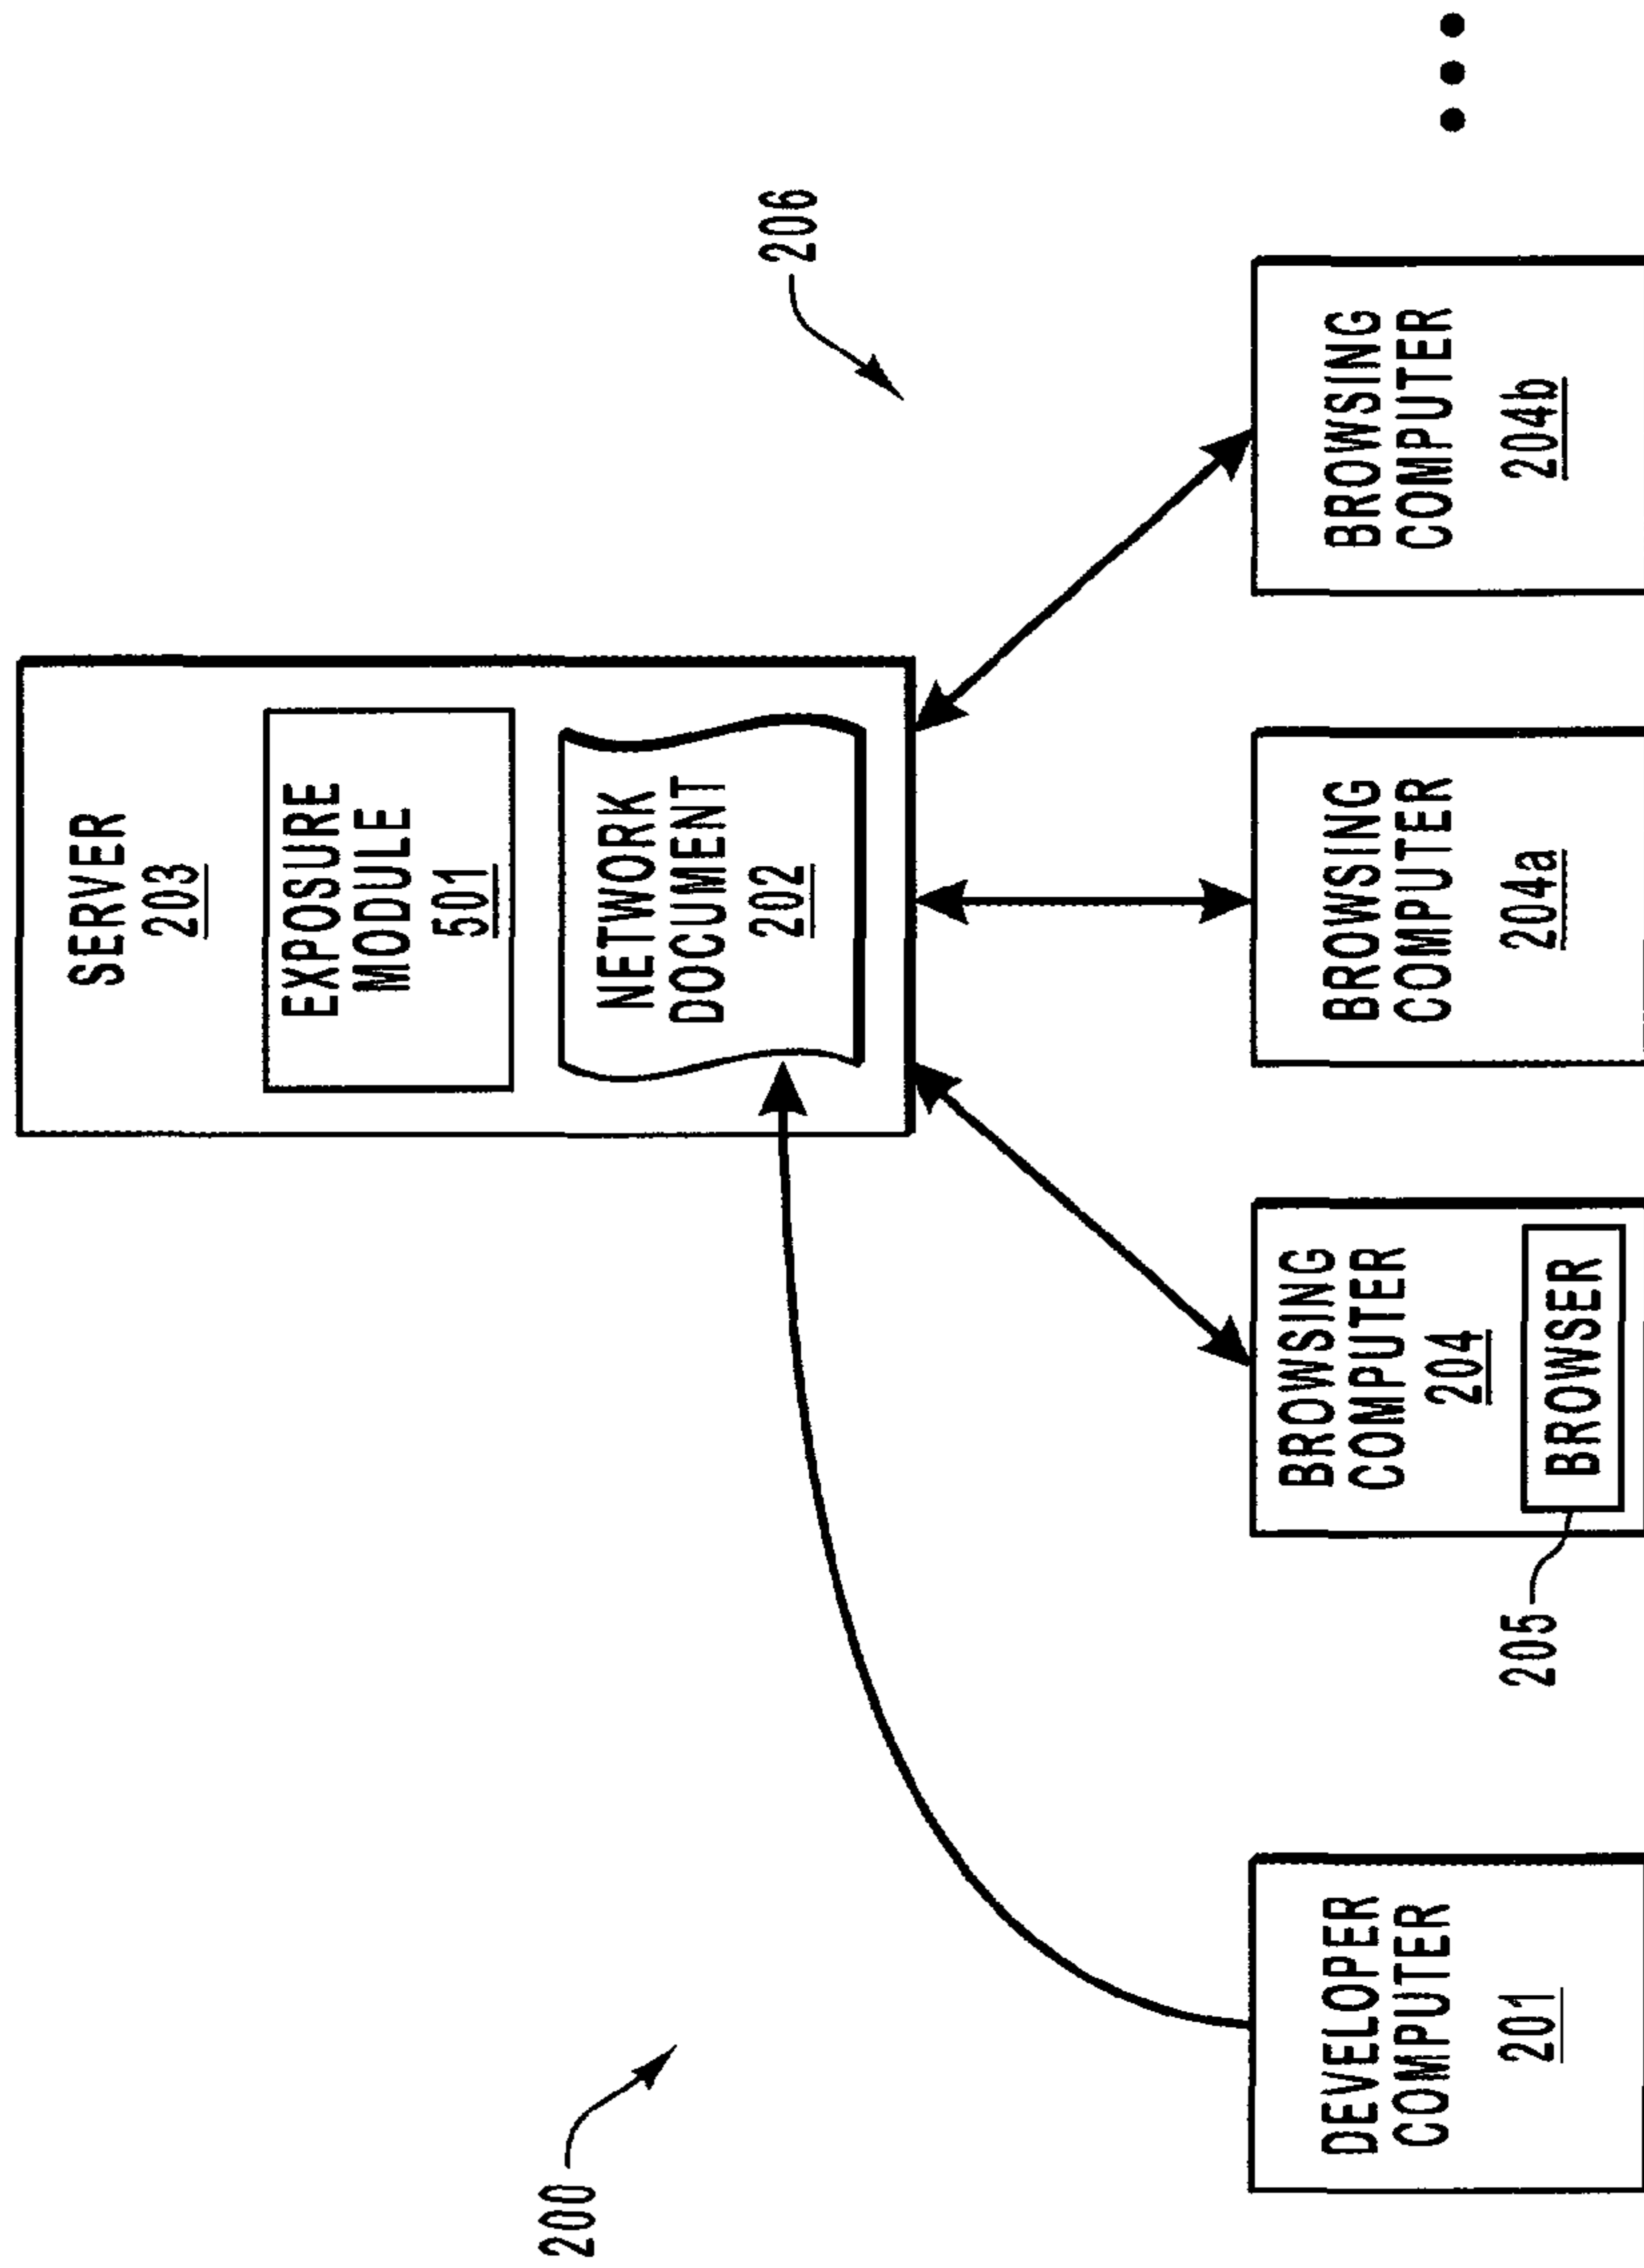 200
206
SERVER
203
EXPOSURE
MODULE
501
NETWORK
DOCUMENT
202
DEVELOPER
COMPUTER
201
205
BROWSING
COMPUTER
204
BROWSER
BROWSING
COMPUTER
204a
BROWSING
COMPUTER
204b